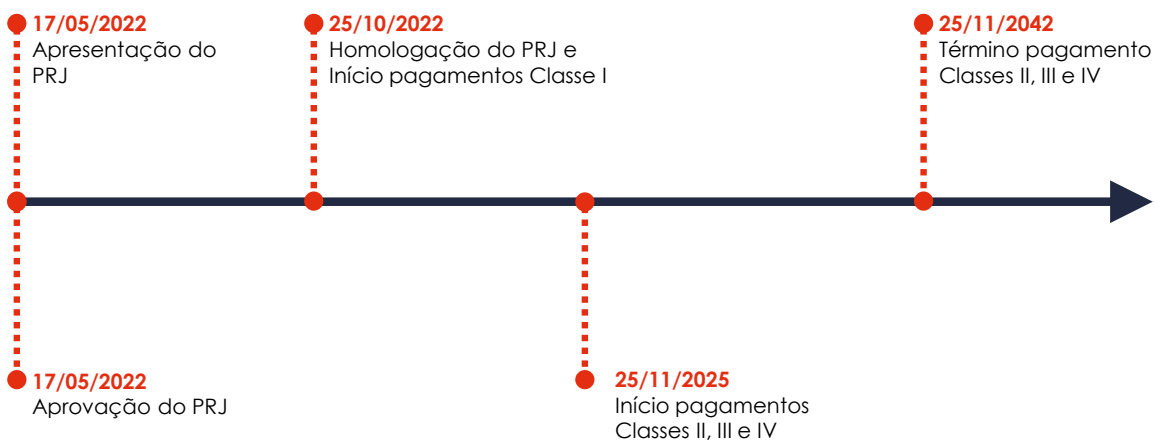 17/05/2022
Apresentação do
PRJ
25/10/2022
Homologação do PRJ e
Início pagamentos Classe I
25/11/2042
Término pagamento
Classes II, III e IV
17/05/2022
Aprovação do PRJ
25/11/2025
Início pagamentos
Classes II, III e IV